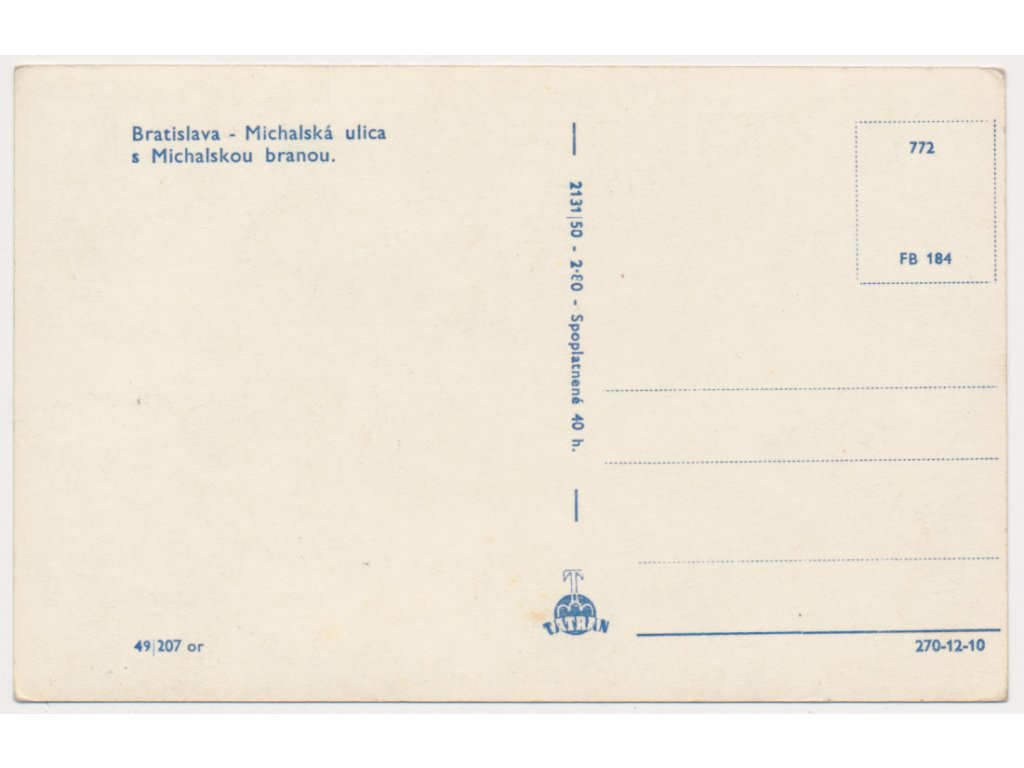 Bratislava - Michalská ulica
s Michalskou branou.
2131|50 - 2·80 - Spoplatnené 40 h.
772
FB 184
TATRAN
49|207 or
270-12-10